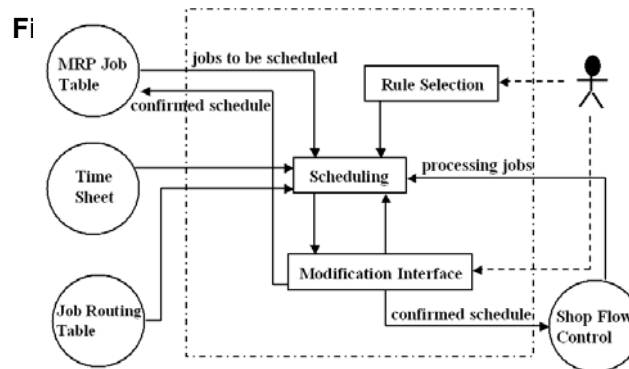 Fi
MRP Job
Table
jobs to be scheduled
confirmed schedule
Rule Selection
Time
Sheet
Scheduling
processing jobs
Modification Interface
Job Routing
Table
confirmed schedule
Shop Flow
Control